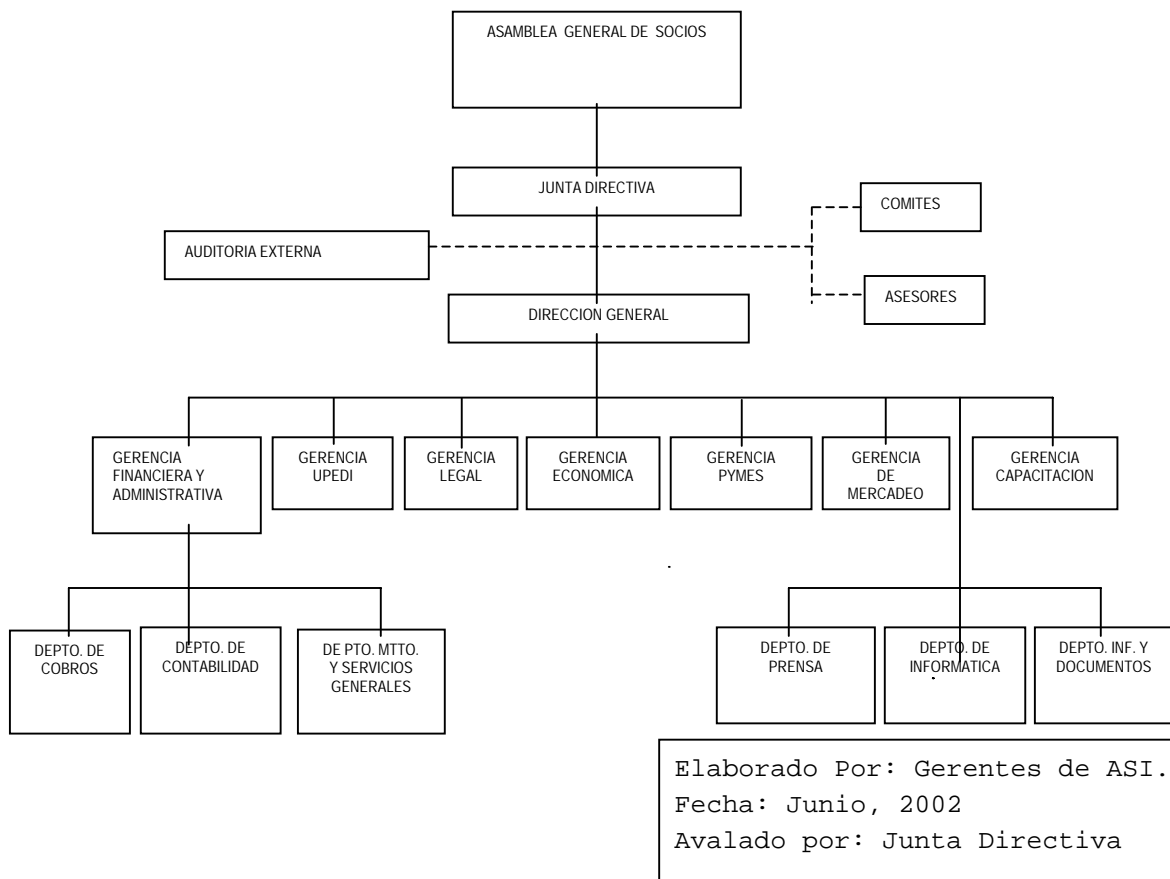 ASAMBLEA GENERAL DE SOCIOS
JUNTA DIRECTIVA
COMITES
AUDITORIA EXTERNA
ASESORES
DIRECCION GENERAL
GERENCIA
FINANCIERA Y
ADMINISTRATIVA
GERENCIA
UPEDI
GERENCIA
LEGAL
GERENCIA
ECONOMICA
GERENCIA
PYMES
GERENCIA
DE
MERCADEO
GERENCIA
CAPACITACION
DEPTO. DE
COBROS
DEPTO. DE
CONTABILIDAD
DE PTO. MTTO.
Y SERVICIOS
GENERALES
DEPTO. DE
PRENSA
DEPTO. DE
INFORMATICA
DEPTO. INF. Y
DOCUMENTOS
Elaborado Por: Gerentes de ASI.
Fecha: Junio, 2002
Avalado por: Junta Directiva